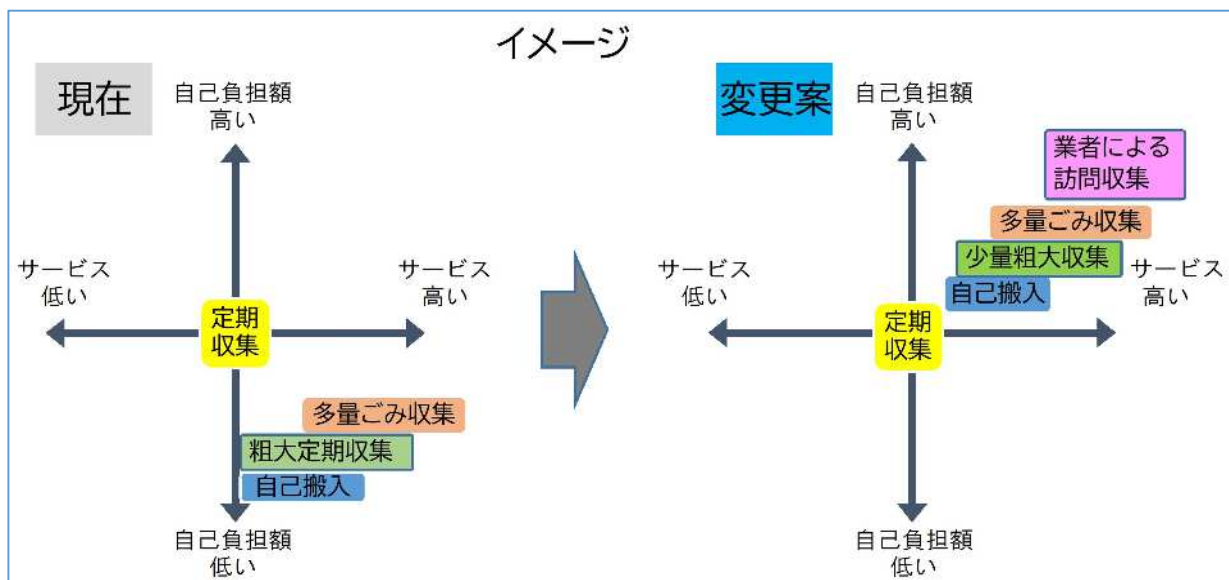 イメージ
現在
自己負担額
高い
サービス
低い
サービス
高い
定期
収集
多量ごみ収集
粗大定期収集
自己搬入
自己負担額
低い
変更案
自己負担額
高い
業者による
訪問収集
多量ごみ収集
少量粗大収集
自己搬入
サービス
低い
サービス
高い
定期
収集
自己負担額
低い